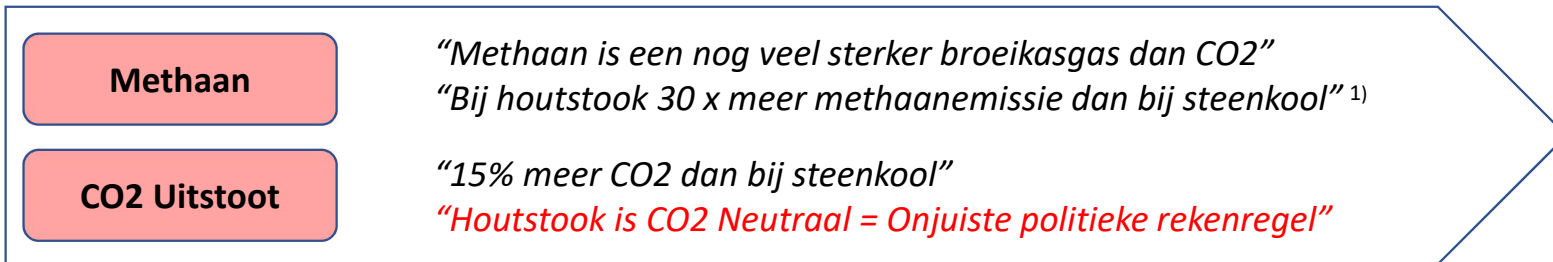 Methaan
“Methaan is een nog veel sterker broeikasgas dan CO2”
“Bij houtstook 30 x meer methaanemissie dan bij steenkool” 1)
CO2 Uitstoot
“15% meer CO2 dan bij steenkool”
“Houtstook is CO2 Neutraal = Onjuiste politieke rekenregel”